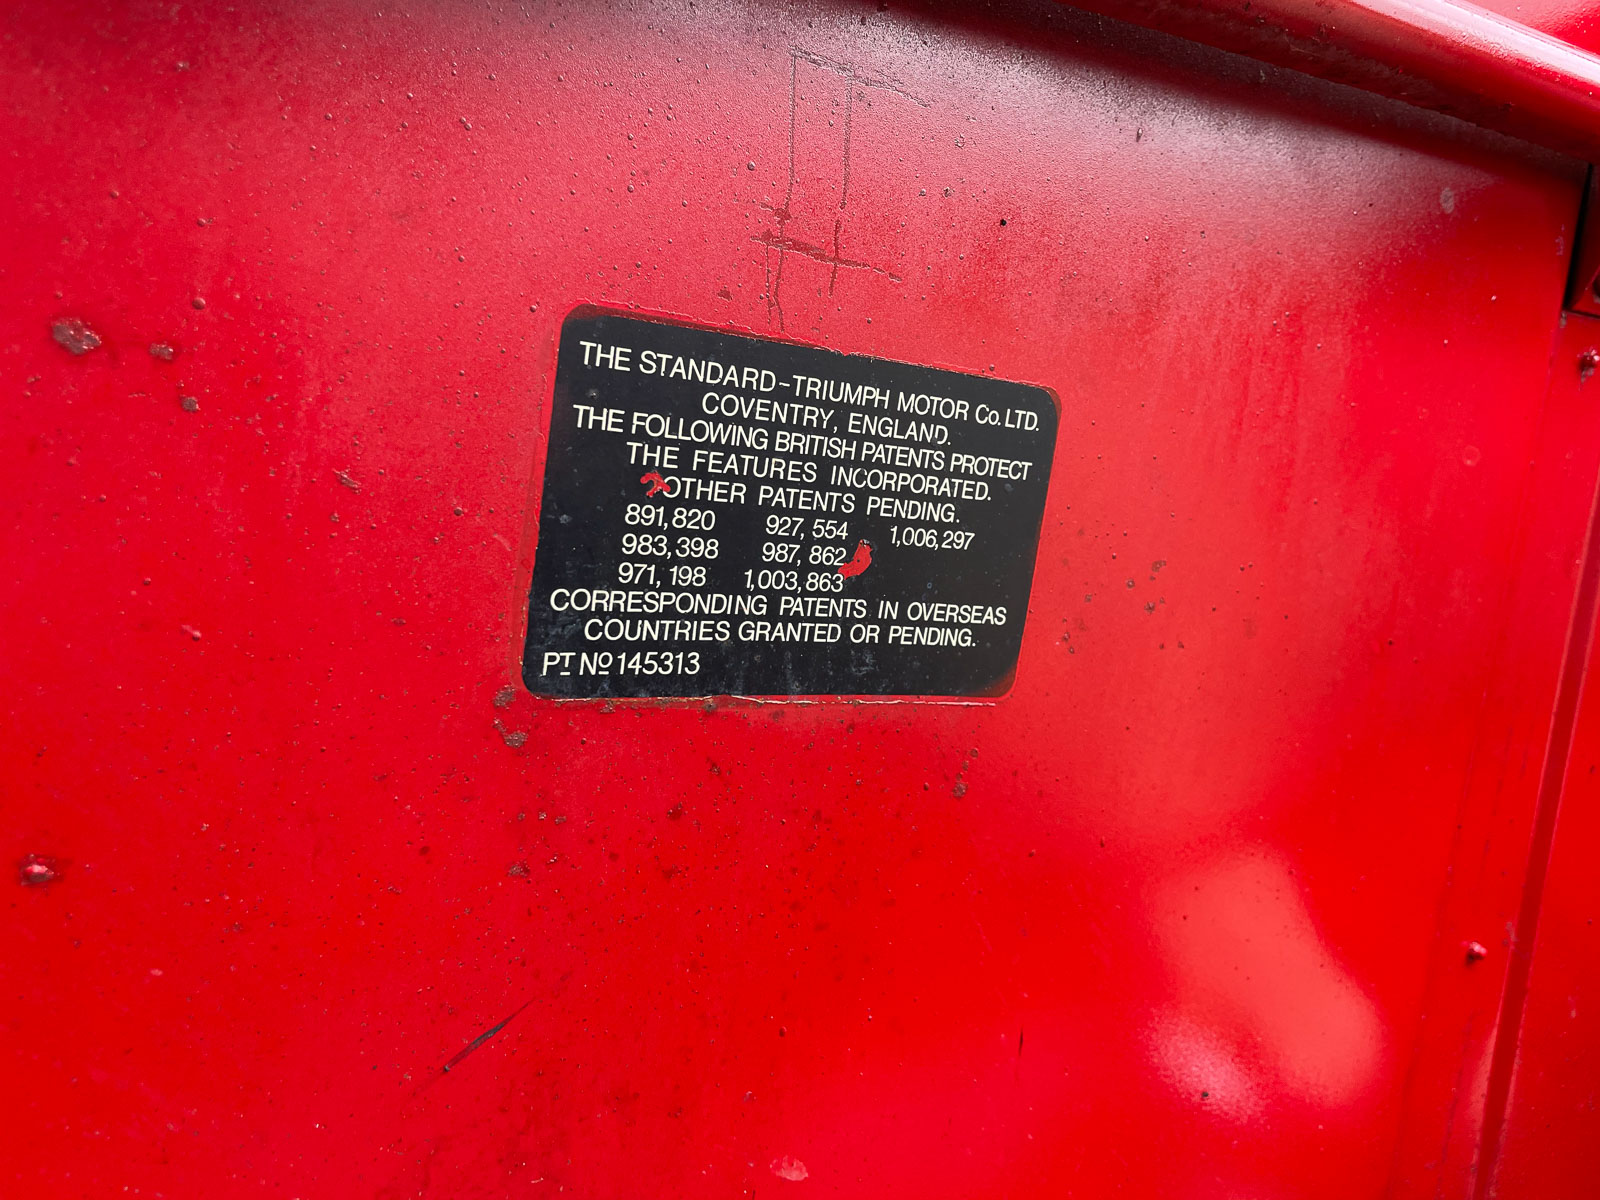 THE STANDARD-TRIUMPH MOTOR Co. LTD.
COVENTRY, ENGLAND.
THE FOLLOWING BRITISH PATENTS PROTECT
THE FEATURES INCORPORATED.
OTHER PATENTS PENDING.
891,820 927,554 1,006,297
983,398 987,862
971,198 1,003,863
CORRESPONDING PATENTS IN OVERSEAS
COUNTRIES GRANTED OR PENDING.
PT No 145313